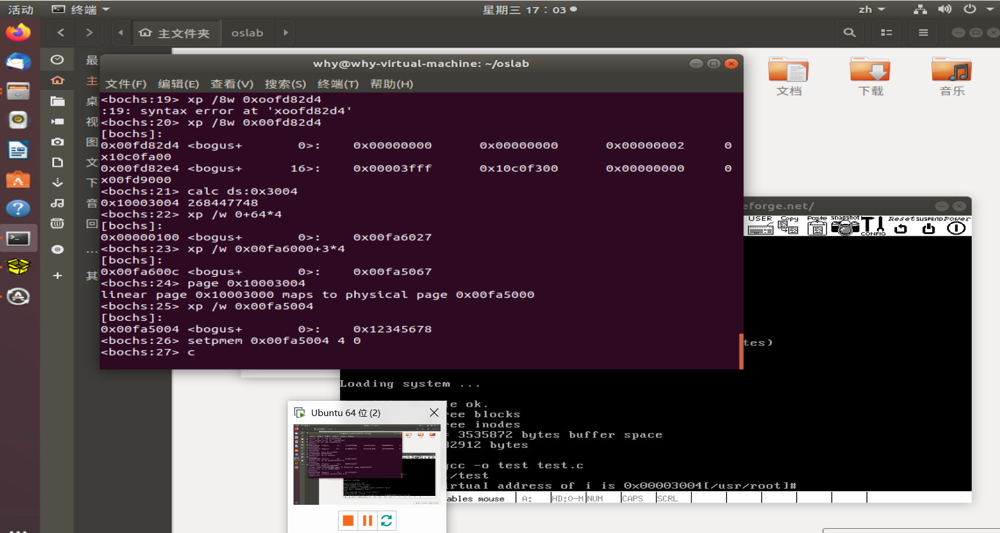 活动
终端
星期三 17：03
zh
主文件夹
oslab
最
主
桌
视
图
文
下
音
回
...
其
文档
下载
音乐
why@why-virtual-machine: ~/oslab
文件(F) 编辑(E) 查看(V) 搜索(S) 终端(T) 帮助(H)
<bochs:19> xp /8w 0xoofd82d4
:19: syntax error at 'xoofd82d4'
<bochs:20> xp /8w 0x00fd82d4
[bochs]:
0x00fd82d4 <bogus+       0>:    0x00000000      0x00000000      0x00000002      0
x10c0fa00
0x00fd82e4 <bogus+      16>:    0x00003fff      0x10c0f300      0x00000000      0
x00fd9000
<bochs:21> calc ds:0x3004
0x10003004 268447748
<bochs:22> xp /w 0+64*4
[bochs]:
0x00000100 <bogus+       0>:    0x00fa6027
<bochs:23> xp /w 0x00fa6000+3*4
[bochs]:
0x00fa600c <bogus+       0>:    0x00fa5067
<bochs:24> page 0x10003004
linear page 0x10003000 maps to physical page 0x00fa5000
<bochs:25> xp /w 0x00fa5004
[bochs]:
0x00fa5004 <bogus+       0>:    0x12345678
<bochs:26> setpmem 0x00fa5004 4 0
<bochs:27> c
eforge.net/
USER Copy Paste snapshot CONFIG Reset SUSPEND Power
tes)
Loading system ...
le ok.
ree blocks
ree inodes
= 3535872 bytes buffer space
32912 bytes
gcc -o test test.c
./test
irtual address of i is 0x00003004[/usr/root]#
ables mouse A: HD:0-M NUM CAPS SCRL
Ubuntu 64 位 (2)